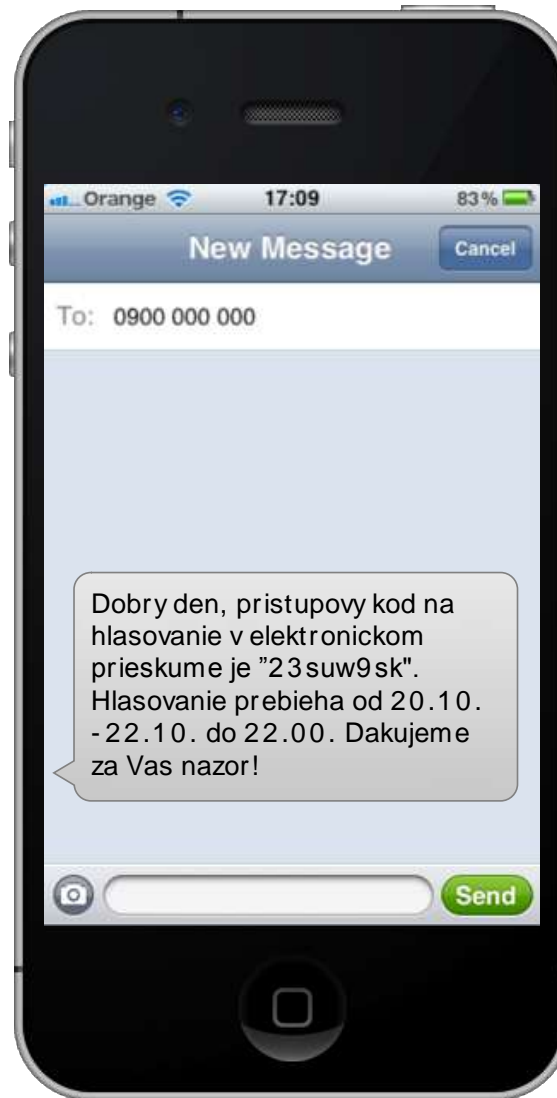 Orange 17:09 83%
New Message Cancel
To: 0900 000 000
Dobry den, pristupovy kod na
hlasovanie v elektronickom
prieskume je ”23suw9sk".
Hlasovanie prebieha od 20.10.
-22.10. do 22.00. Dakujeme
za Vas nazor!
Send